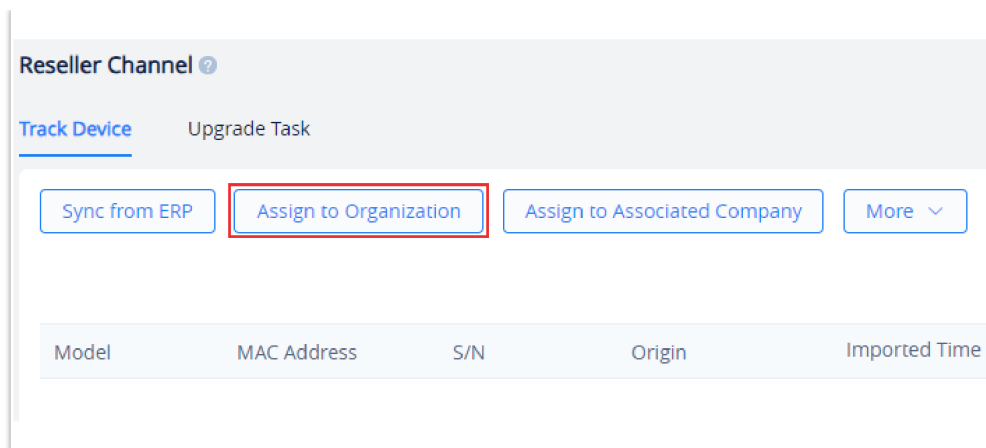 Reseller Channel ?
Track Device Upgrade Task
Sync from ERP Assign to Organization Assign to Associated Company More
Model MAC Address S/N Origin Imported Time